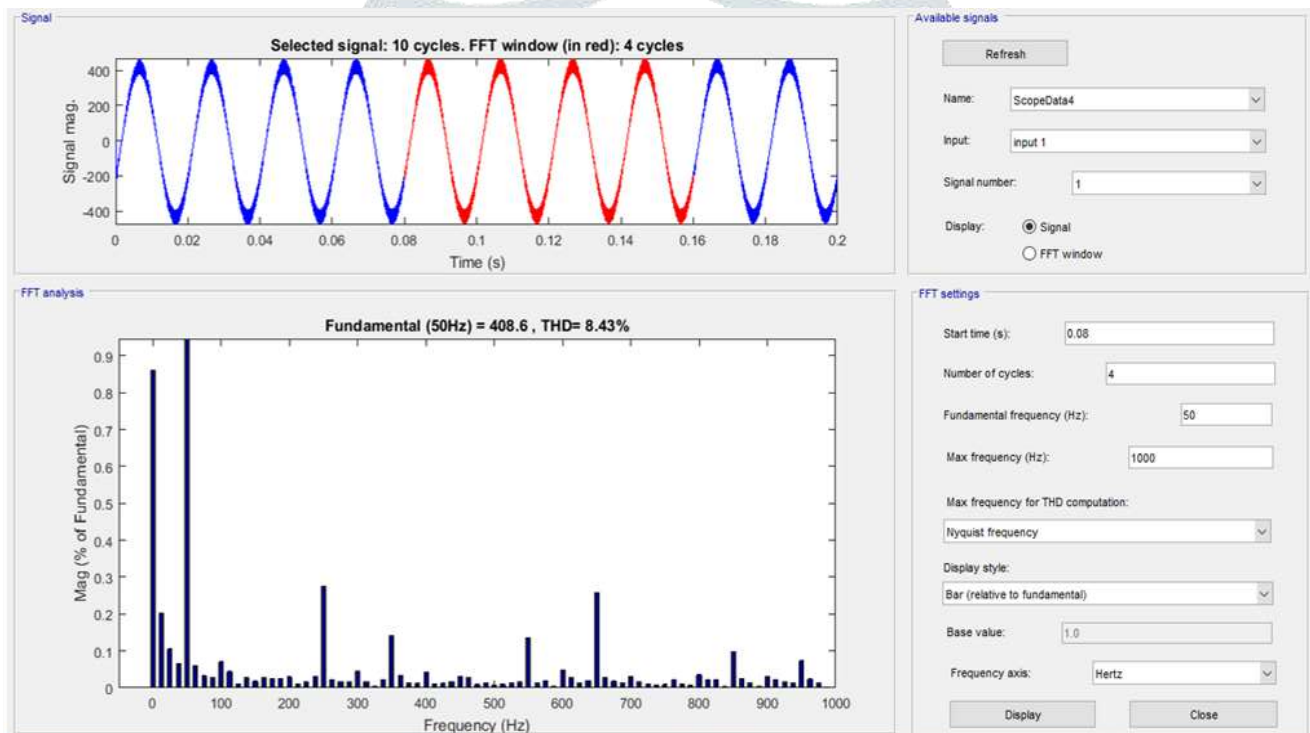 Signal
Selected signal: 10 cycles. FFT window (in red): 4 cycles
400
200
0
-200
-400
Signal mag.
0 0.02 0.04 0.06 0.08 0.1 0.12 0.14 0.16 0.18 0.2
Time (s)
Available signals
Refresh
Name: ScopeData4
Input: input 1
Signal number: 1
Display: Signal
FFT window
FFT analysis
Fundamental (50Hz) = 408.6 , THD= 8.43%
0.9
0.8
0.7
0.6
0.5
0.4
0.3
0.2
0.1
0
Mag (% of Fundamental)
0 100 200 300 400 500 600 700 800 900 1000
Frequency (Hz)
FFT settings
Start time (s): 0.08
Number of cycles: 4
Fundamental frequency (Hz): 50
Max frequency (Hz): 1000
Max frequency for THD computation:
Nyquist frequency
Display style:
Bar (relative to fundamental)
Base value: 1.0
Frequency axis: Hertz
Display Close